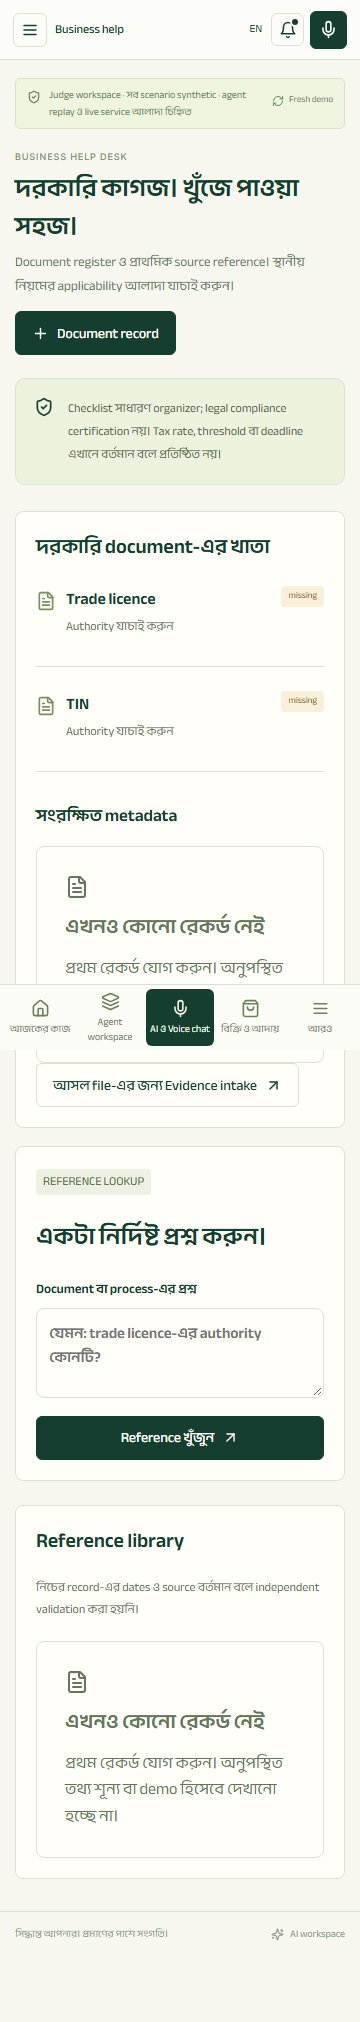 Business help
EN
Judge workspace · সব scenario synthetic · agent
replay ও live service আলাদা চিহ্নিত
Fresh demo
BUSINESS HELP DESK
দরকারি কাগজ। খুঁজে পাওয়া
সহজ।
Document register ও প্রাথমিক source reference। স্থানীয়
নিয়মের applicability আলাদা যাচাই করুন।
Document record
Checklist সাধারণ organizer; legal compliance
certification নয়। Tax rate, threshold বা deadline
এখানে বর্তমান বলে প্রতিষ্ঠিত নয়।
দরকারি document-এর খাতা
Trade licence
missing
Authority যাচাই করুন
TIN
missing
Authority যাচাই করুন
সংরক্ষিত metadata
এখনও কোনো রেকর্ড নেই
প্রথম রেকর্ড যোগ করুন। অনুপস্থিত
আজকের কাজ
Agent
workspace
AI ও Voice chat
বিক্রি ও আদায়
আরও
আসল file-এর জন্য Evidence intake
REFERENCE LOOKUP
একটা নির্দিষ্ট প্রশ্ন করুন।
Document বা process-এর প্রশ্ন
যেমন: trade licence-এর authority
কোনটি?
Reference খুঁজুন
Reference library
নিচের record-এর dates ও source বর্তমান বলে independent
validation করা হয়নি।
এখনও কোনো রেকর্ড নেই
প্রথম রেকর্ড যোগ করুন। অনুপস্থিত
তথ্য শূন্য বা demo হিসেবে দেখানো
হচ্ছে না।
সিদ্ধান্ত আপনার। প্রমাণের পাশে সংগতি।
AI workspace